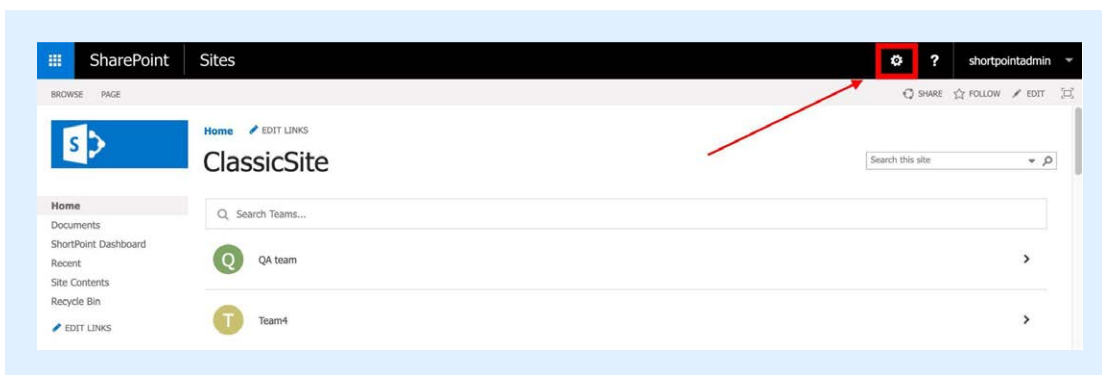 SharePoint Sites ? shortpointadmin
BROWSE PAGE SHARE FOLLOW EDIT
S
Home EDIT LINKS
ClassicSite
Search this site
Home
Documents
ShortPoint Dashboard
Recent
Site Contents
Recycle Bin
EDIT LINKS
Search Teams...
Q QA team
T Team4